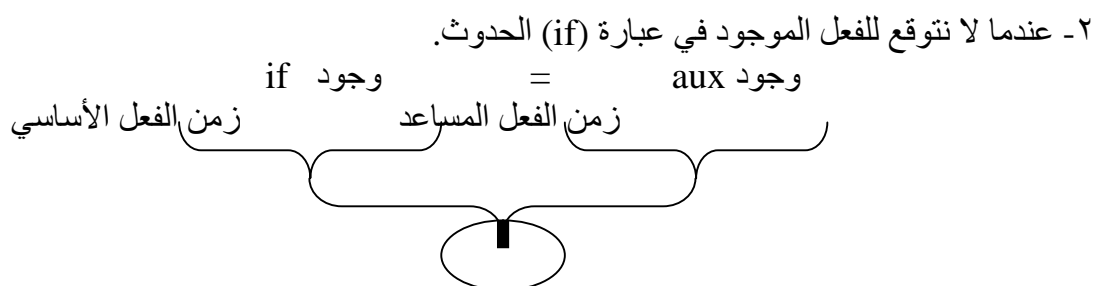 ٢- عندما لا نتوقع للفعل الموجود في عبارة (if) الحدوث.
وجود aux = وجود if
زمن الفعل المساعد زمن الفعل الأساسي